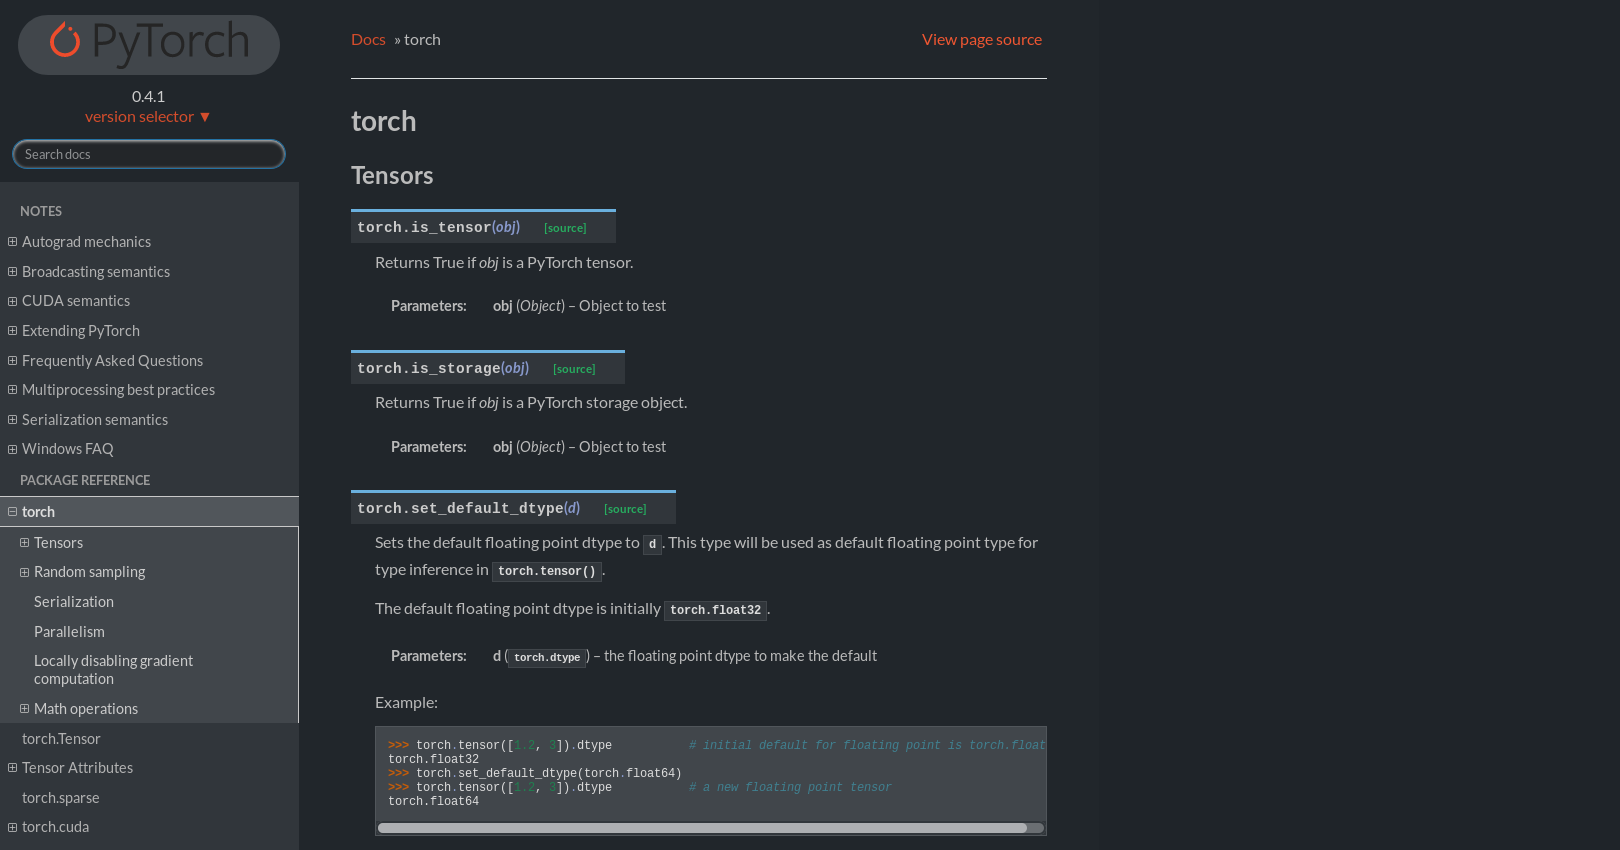 PyTorch
0.4.1
version selector ▼
Search docs
NOTES
Autograd mechanics
Broadcasting semantics
CUDA semantics
Extending PyTorch
Frequently Asked Questions
Multiprocessing best practices
Serialization semantics
Windows FAQ
PACKAGE REFERENCE
torch
Tensors
Random sampling
Serialization
Parallelism
Locally disabling gradient
computation
Math operations
torch.Tensor
Tensor Attributes
torch.sparse
torch.cuda
Docs » torch
View page source
torch
Tensors
torch.is_tensor(obj) [source]
Returns True if obj is a PyTorch tensor.
Parameters: obj (Object) – Object to test
torch.is_storage(obj) [source]
Returns True if obj is a PyTorch storage object.
Parameters: obj (Object) – Object to test
torch.set_default_dtype(d) [source]
Sets the default floating point dtype to d. This type will be used as default floating point type for
type inference in torch.tensor().
The default floating point dtype is initially torch.float32.
Parameters: d (torch.dtype) – the floating point dtype to make the default
Example:
>>> torch.tensor([1.2, 3]).dtype           # initial default for floating point is torch.float
torch.float32
>>> torch.set_default_dtype(torch.float64)
>>> torch.tensor([1.2, 3]).dtype           # a new floating point tensor
torch.float64